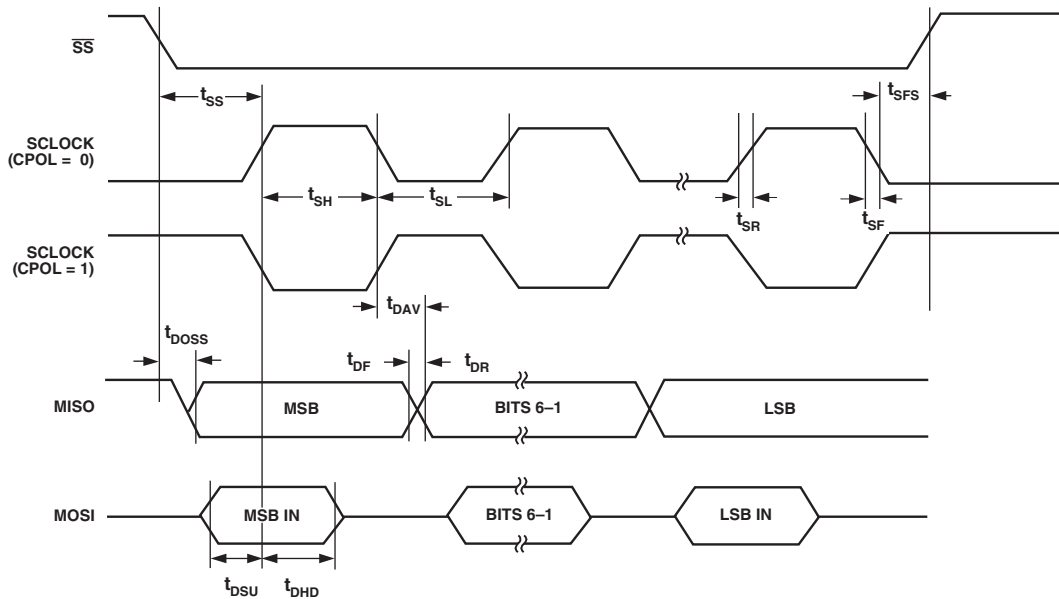 SS
tSS
tSFS
SCLOCK
(CPOL = 0)
tSH
tSL
tSR
tSF
SCLOCK
(CPOL = 1)
tDAV
tDOSS
tDF
tDR
MISO
MSB
BITS 6–1
LSB
MOSI
MSB IN
BITS 6–1
LSB IN
tDSU
tDHD